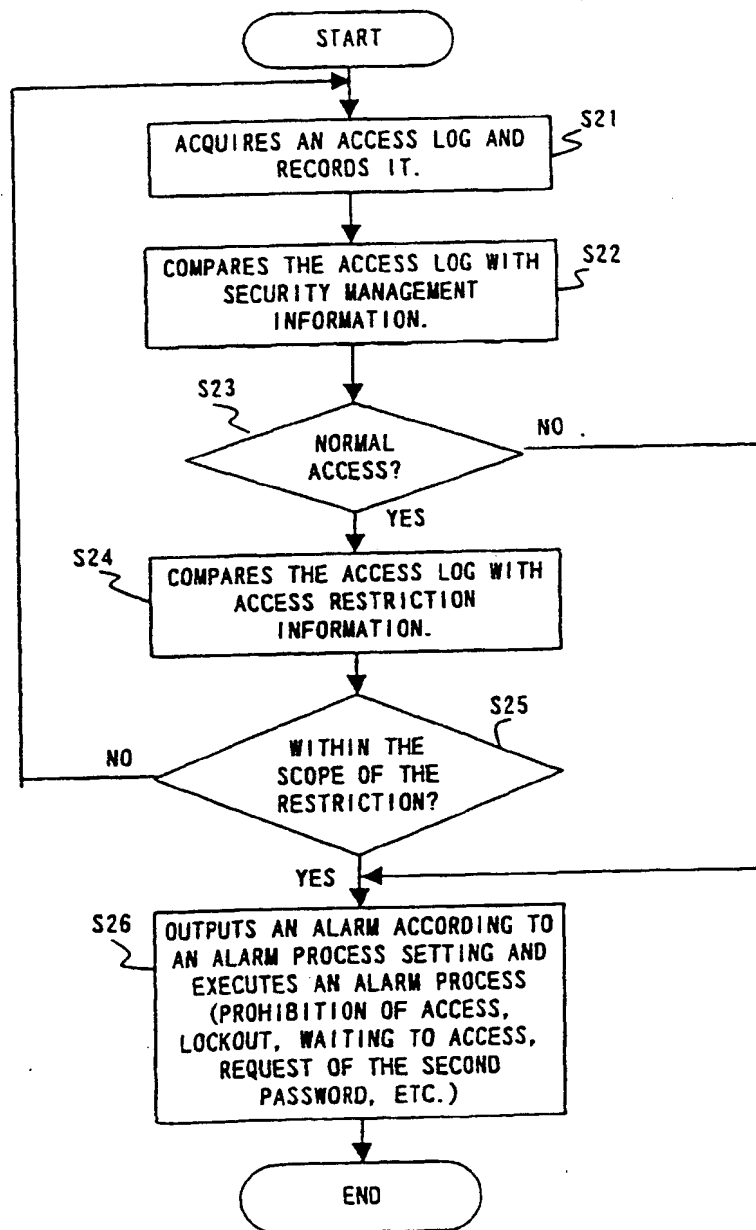 START
S21
ACQUIRES AN ACCESS LOG AND
RECORDS IT.
S22
COMPARES THE ACCESS LOG WITH
SECURITY MANAGEMENT
INFORMATION.
S23
NORMAL
ACCESS?
NO
YES
S24
COMPARES THE ACCESS LOG WITH
ACCESS RESTRICTION
INFORMATION.
S25
WITHIN THE
SCOPE OF THE
RESTRICTION?
NO
YES
S26
OUTPUTS AN ALARM ACCORDING TO
AN ALARM PROCESS SETTING AND
EXECUTES AN ALARM PROCESS
(PROHIBITION OF ACCESS,
LOCKOUT, WAITING TO ACCESS,
REQUEST OF THE SECOND
PASSWORD, ETC.)
END